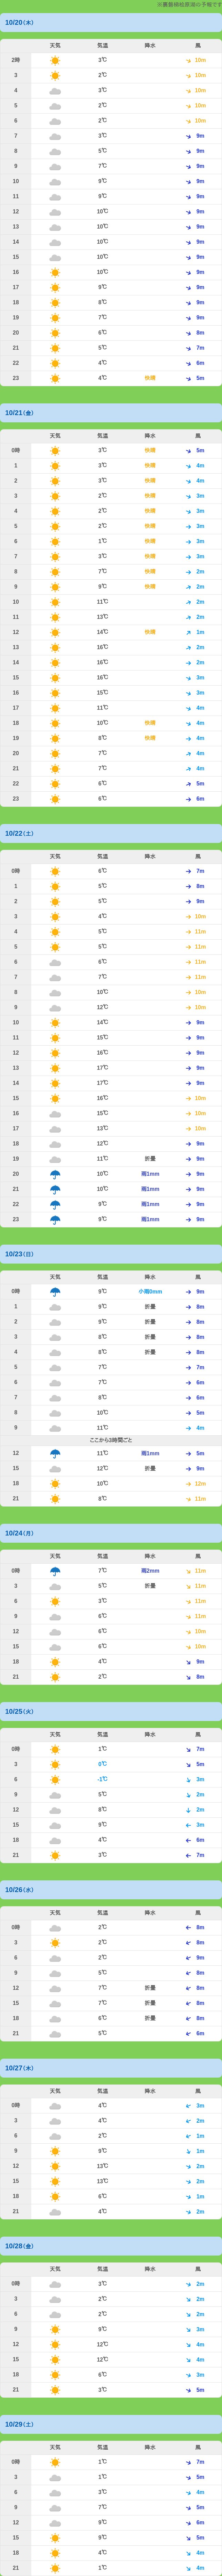 10/20(木)
天気 気温 降水 風
2時 3℃ 10m
3 2℃ 10m
4 3℃ 10m
5 2℃ 10m
6 2℃ 10m
7 3℃ 9m
8 5℃ 9m
9 7℃ 9m
10 9℃ 9m
11 9℃ 9m
12 10℃ 9m
13 10℃ 9m
14 10℃ 9m
15 10℃ 9m
16 10℃ 9m
17 9℃ 9m
18 8℃ 9m
19 7℃ 9m
20 6℃ 8m
21 5℃ 7m
22 4℃ 6m
23 4℃ 快晴 5m
10/21(金)
天気 気温 降水 風
0時 3℃ 快晴 5m
1 3℃ 快晴 4m
2 3℃ 快晴 4m
3 2℃ 快晴 3m
4 2℃ 快晴 3m
5 2℃ 快晴 3m
6 1℃ 快晴 3m
7 3℃ 快晴 3m
8 7℃ 快晴 2m
9 9℃ 快晴 2m
10 11℃ 2m
11 13℃ 2m
12 14℃ 快晴 1m
13 16℃ 2m
14 16℃ 2m
15 16℃ 3m
16 15℃ 3m
17 11℃ 4m
18 10℃ 快晴 4m
19 8℃ 快晴 4m
20 7℃ 4m
21 7℃ 4m
22 6℃ 5m
23 6℃ 6m
10/22(土)
天気 気温 降水 風
0時 6℃ 7m
1 5℃ 8m
2 5℃ 9m
3 4℃ 10m
4 5℃ 11m
5 5℃ 11m
6 6℃ 11m
7 7℃ 11m
8 10℃ 10m
9 12℃ 10m
10 14℃ 9m
11 15℃ 9m
12 16℃ 9m
13 17℃ 9m
14 17℃ 9m
15 16℃ 10m
16 15℃ 10m
17 13℃ 10m
18 12℃ 9m
19 11℃ 折曇 9m
20 10℃ 雨1mm 9m
21 10℃ 雨1mm 9m
22 9℃ 雨1mm 9m
23 9℃ 雨1mm 9m
10/23(日)
天気 気温 降水 風
0時 9℃ 小雨0mm 9m
1 9℃ 折曇 8m
2 9℃ 折曇 8m
3 8℃ 折曇 8m
4 8℃ 折曇 8m
5 7℃ 7m
6 7℃ 6m
7 8℃ 6m
8 10℃ 5m
9 11℃ 4m
ここから3時間ごと
12 11℃ 雨1mm 5m
15 12℃ 折曇 9m
18 10℃ 12m
21 8℃ 11m
10/24(月)
天気 気温 降水 風
0時 7℃ 雨2mm 11m
3 5℃ 折曇 11m
6 3℃ 11m
9 6℃ 11m
12 6℃ 10m
15 6℃ 10m
18 4℃ 9m
21 2℃ 8m
10/25(火)
天気 気温 降水 風
0時 1℃ 7m
3 0℃ 5m
6 -1℃ 3m
9 5℃ 2m
12 8℃ 2m
15 9℃ 3m
18 4℃ 6m
21 3℃ 7m
10/26(水)
天気 気温 降水 風
0時 2℃ 8m
3 2℃ 8m
6 2℃ 9m
9 5℃ 8m
12 7℃ 折曇 8m
15 7℃ 折曇 8m
18 6℃ 折曇 8m
21 5℃ 6m
10/27(木)
天気 気温 降水 風
0時 4℃ 3m
3 4℃ 2m
6 2℃ 1m
9 9℃ 1m
12 13℃ 2m
15 13℃ 2m
18 6℃ 1m
21 4℃ 2m
10/28(金)
天気 気温 降水 風
0時 3℃ 2m
3 2℃ 2m
6 2℃ 2m
9 9℃ 3m
12 12℃ 4m
15 12℃ 4m
18 6℃ 3m
21 3℃ 5m
10/29(土)
天気 気温 降水 風
0時 1℃ 7m
3 1℃ 5m
6 3℃ 4m
9 7℃ 5m
12 9℃ 6m
15 9℃ 5m
18 4℃ 4m
21 1℃ 4m